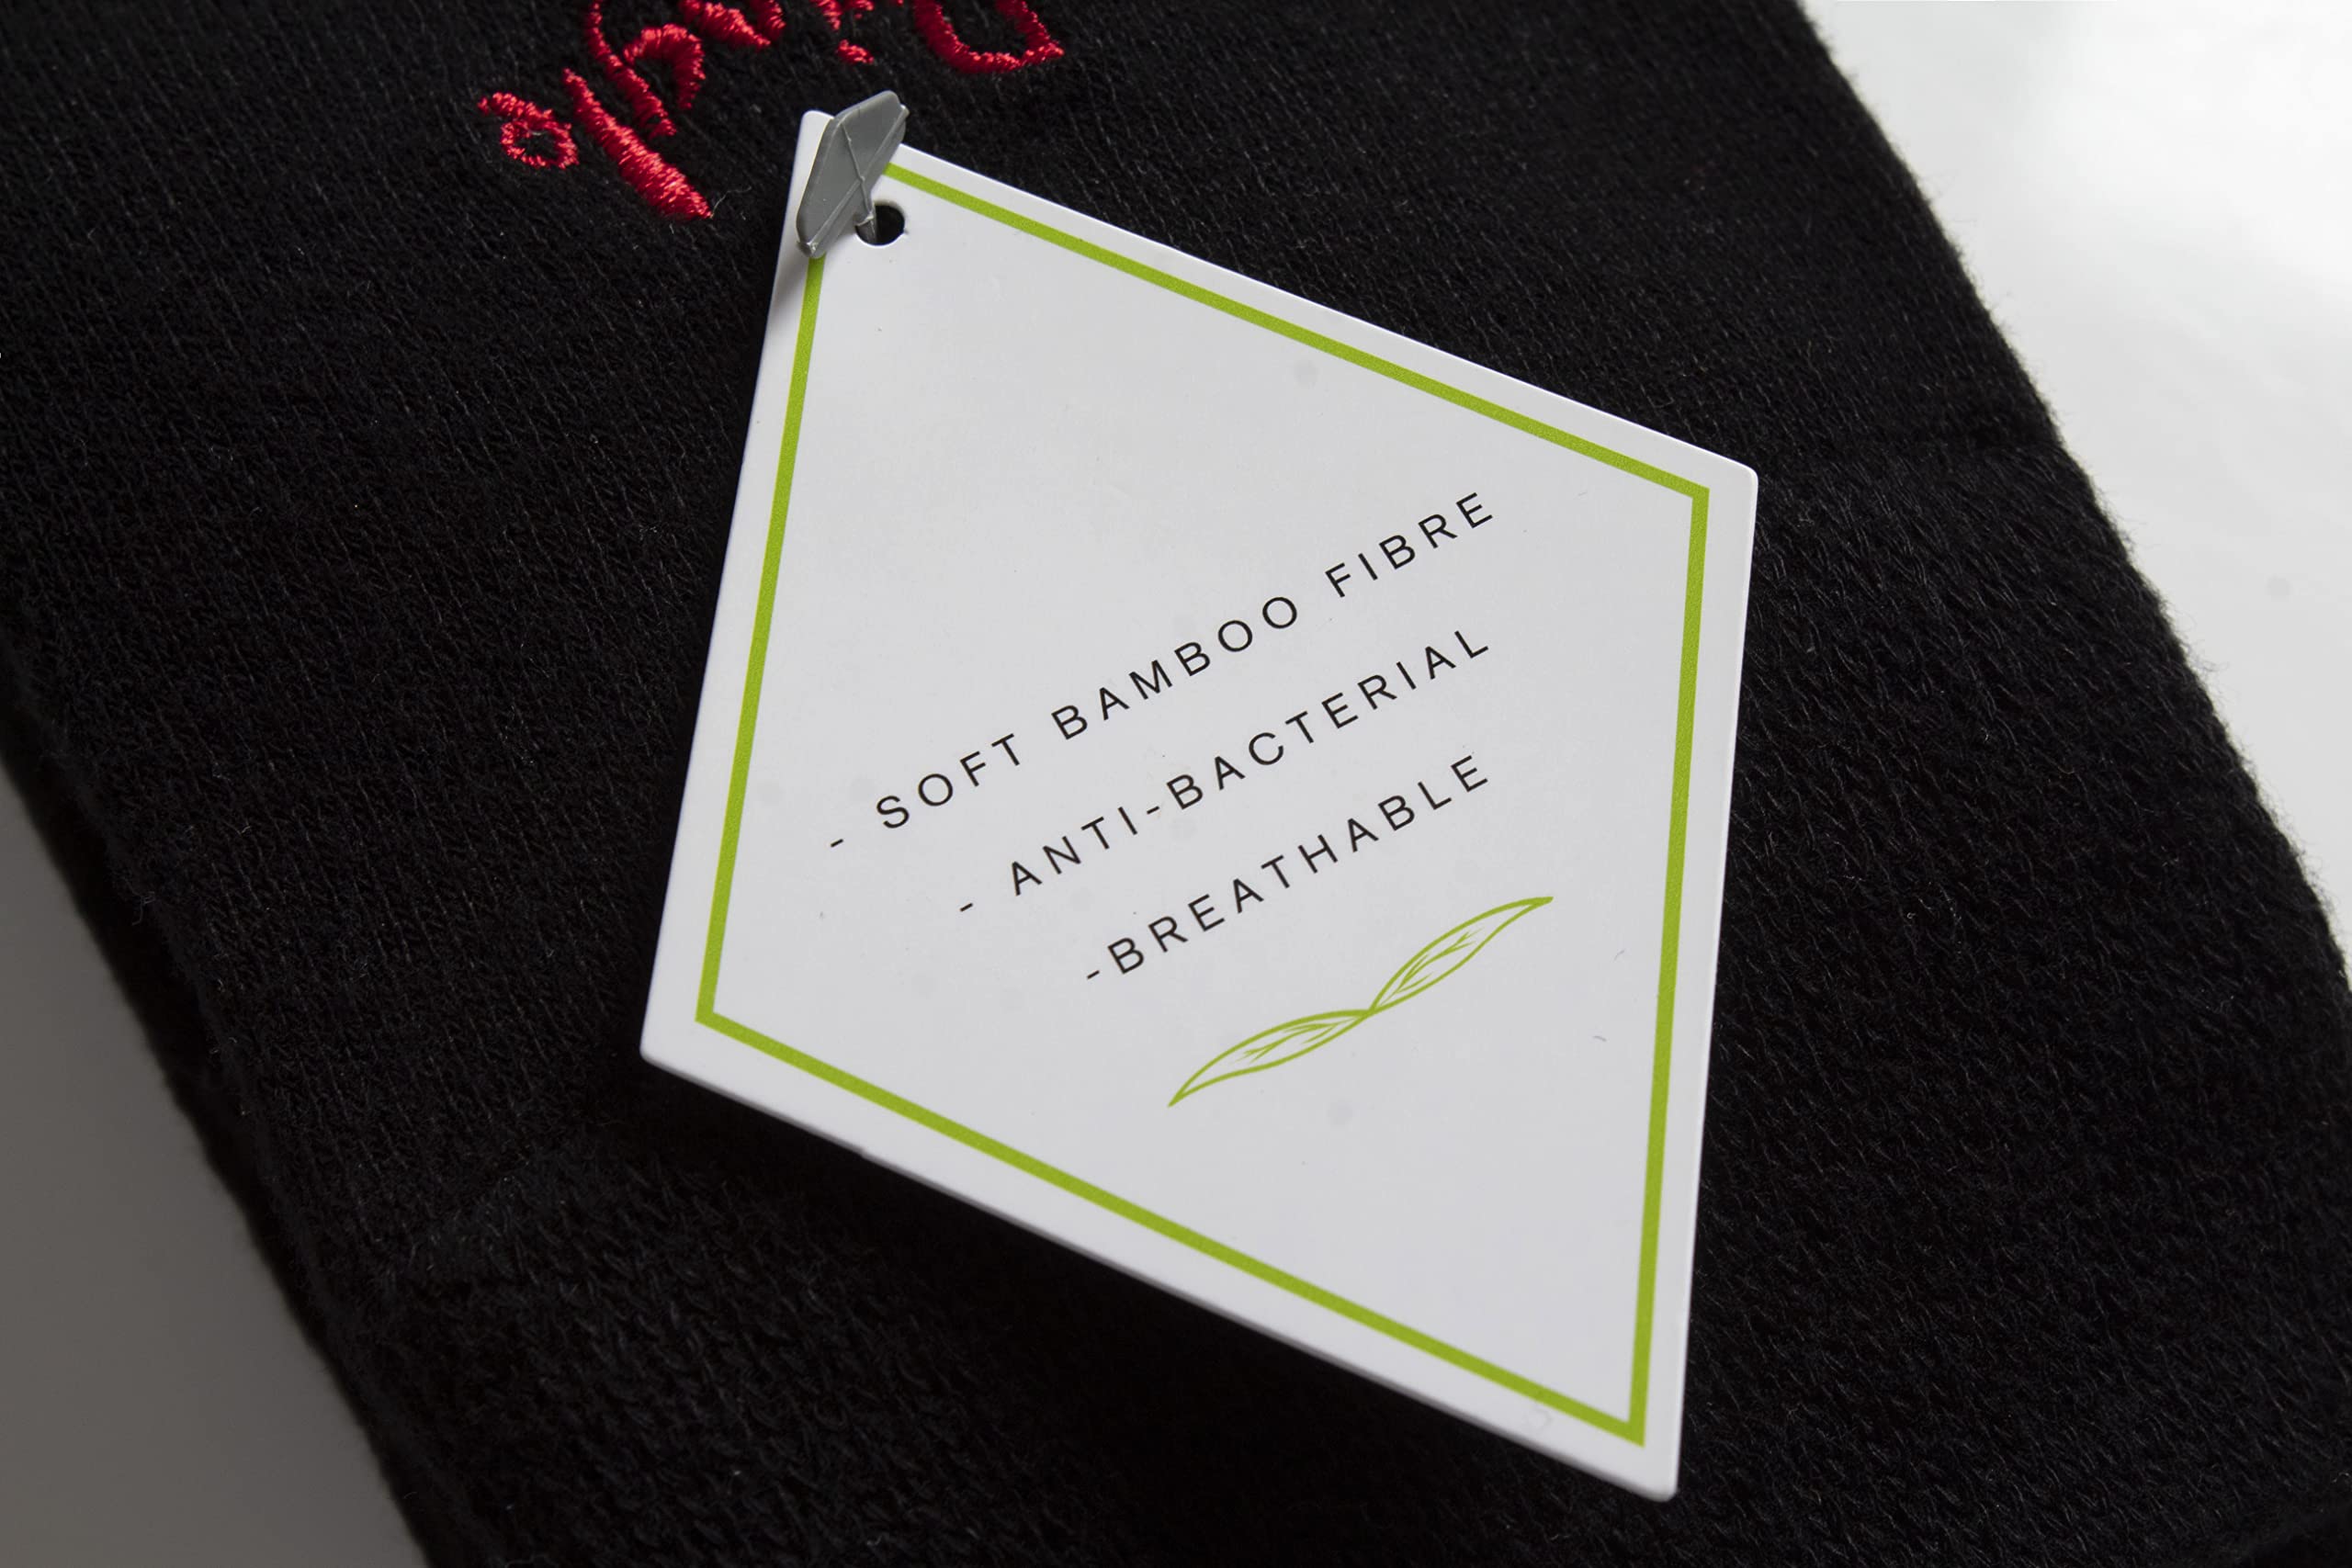 - SOFT BAMBOO FIBRE
- ANTI-BACTERIAL
-BREATHABLE